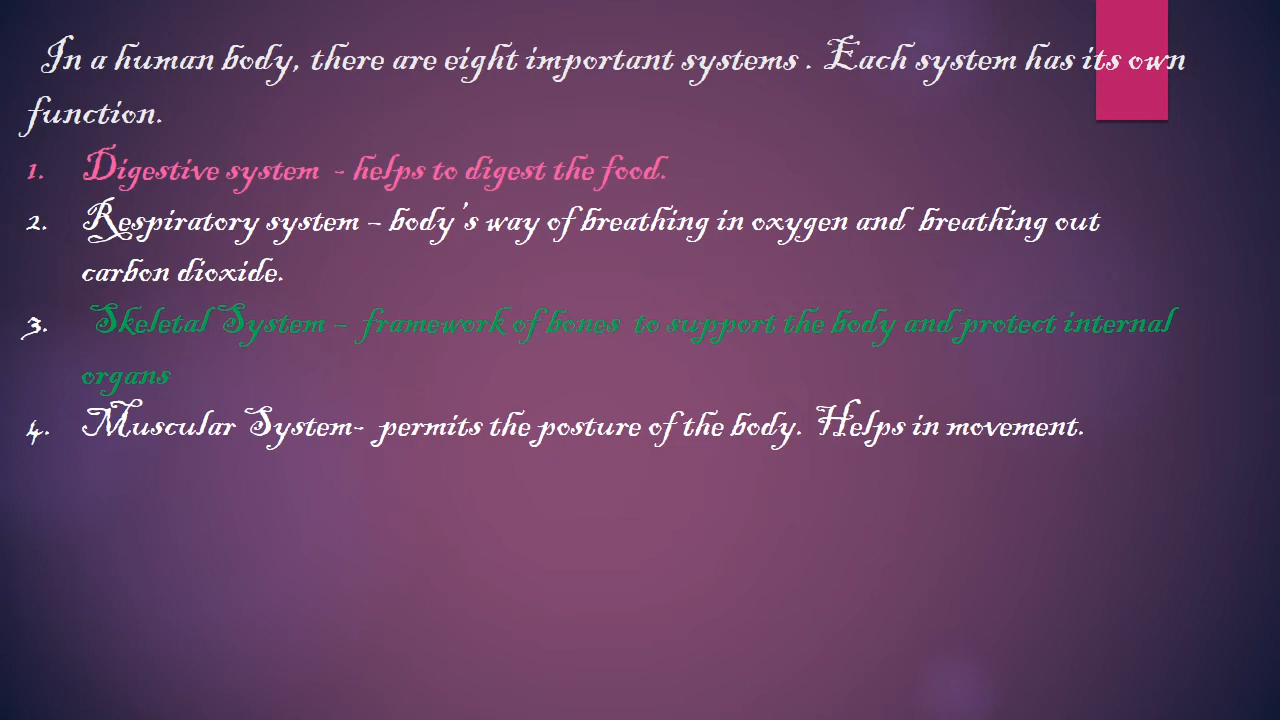 In a human body, there are eight important systems . Each system has its own
function.
1. Digestive system - helps to digest the food.
2. Respiratory system – body's way of breathing in oxygen and breathing out
carbon dioxide.
3. Skeletal System – framework of bones to support the body and protect internal
organs
4. Muscular System- permits the posture of the body. Helps in movement.